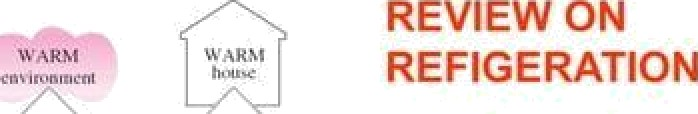 WARM
environment
WARM
house
REVIEW ON
REFIGERATION